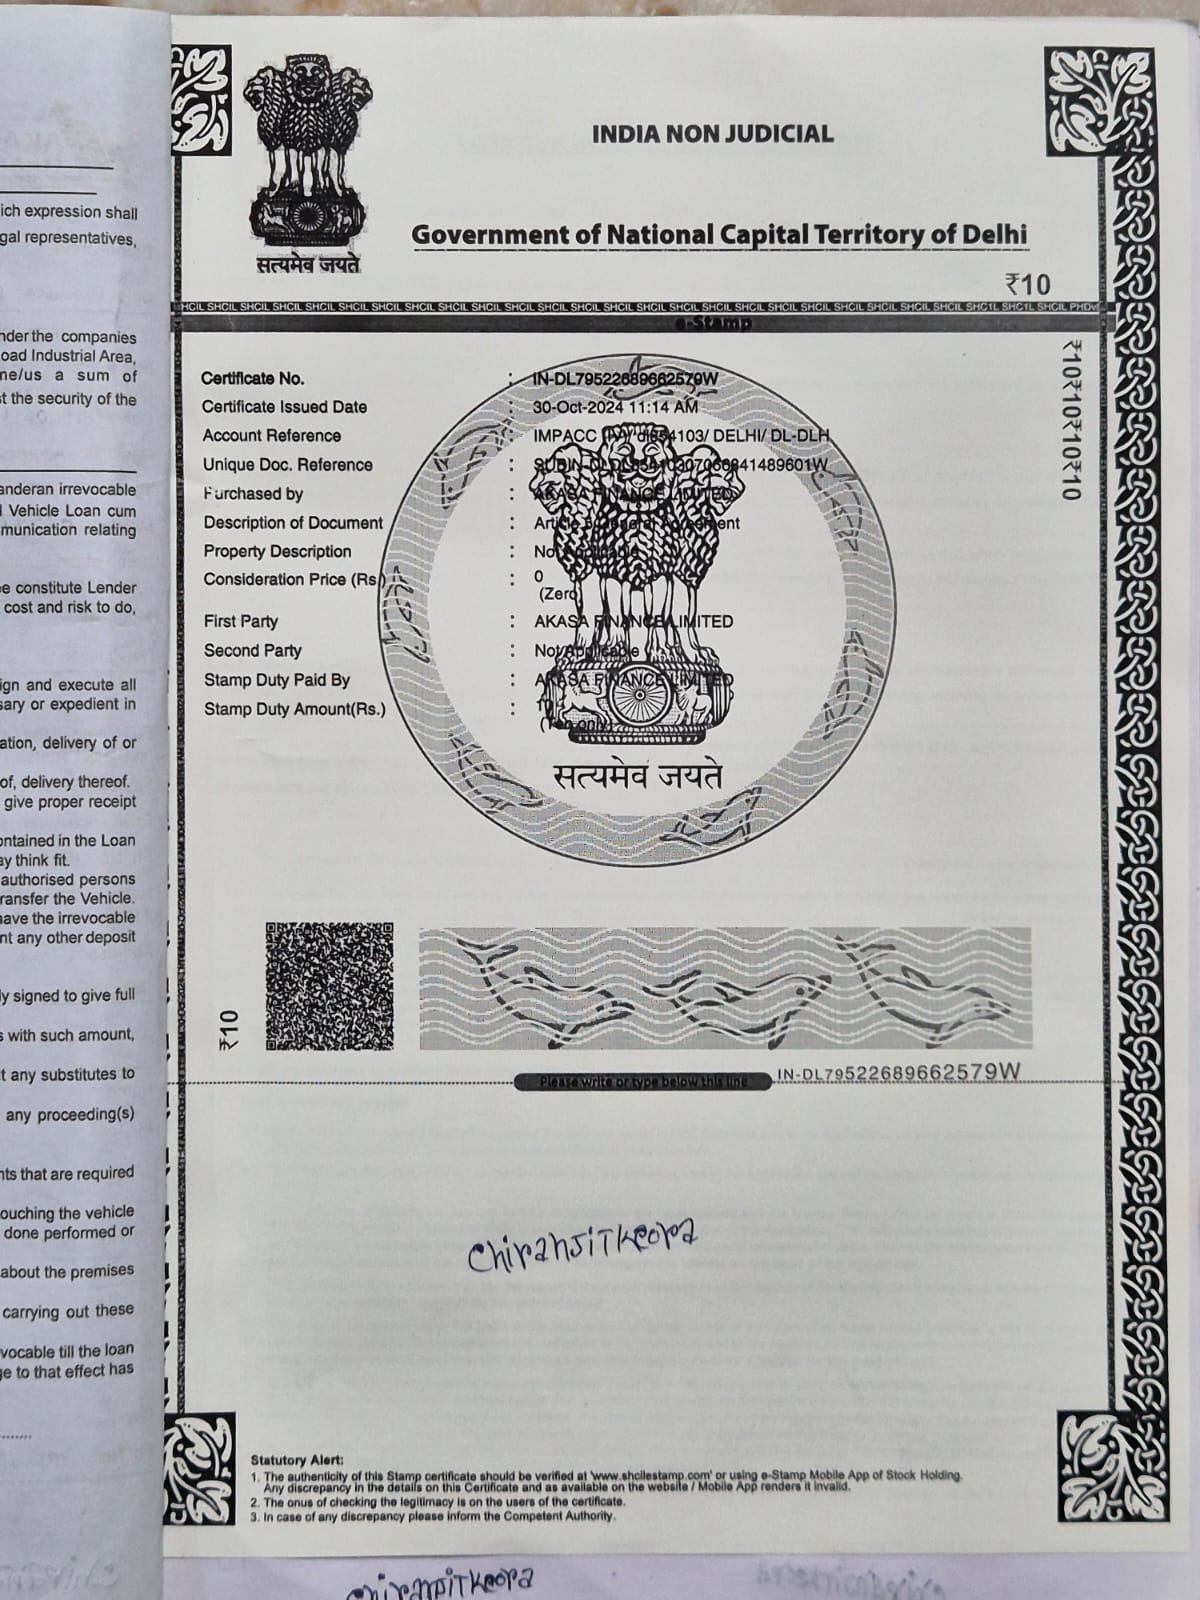 ich expression shall
gal representatives,
nder the companies
oad Industrial Area,
me/us a sum of
st the security of the
anderan irrevocable
l Vehicle Loan cum
munication relating
e constitute Lender
cost and risk to do,
ign and execute all
sary or expedient in
ation, delivery of or
of, delivery thereof.
give proper receipt
ontained in the Loan
ay think fit.
authorised persons
ransfer the Vehicle.
have the irrevocable
nt any other deposit
ly signed to give full
s with such amount,
t any substitutes to
any proceeding(s)
nts that are required
ouching the vehicle
done performed or
about the premises
carrying out these
vocable till the loan
ge to that effect has
सत्यमेव जयते
INDIA NON JUDICIAL
Government of National Capital Territory of Delhi
₹10
SHCIL SHCIL SHCIL SHCIL SHCIL SHCIL SHCIL SHCIL SHCIL SHCIL SHCIL SHCIL SHCIL SHCIL SHCIL SHCIL SHCIL SHCIL SHCIL SHCIL SHCIL SHCIL SHCIL SHCIL
e-Stamp
₹10₹10₹10₹10
Certificate No. : IN-DL79522689662579W
Certificate Issued Date : 30-Oct-2024 11:14 AM
Account Reference : IMPACC (IV)/ dl854103/ DELHI/ DL-DLH
Unique Doc. Reference :
Purchased by : AKASA FINANCE LIMITED
Description of Document : Article 5 General Agreement
Property Description : Not Applicable
Consideration Price (Rs.) : 0
(Zero)
First Party : AKASA FINANCE LIMITED
Second Party : Not Applicable
Stamp Duty Paid By : AKASA FINANCE LIMITED
Stamp Duty Amount(Rs.) : 10
(Ten only)
सत्यमेव जयते
₹10
Please write or type below this line
IN-DL79522689662579W
chiranjitkeora
Statutory Alert:
1. The authenticity of this Stamp certificate should be verified at 'www.shcilestamp.com' or using e-Stamp Mobile App of Stock Holding.
Any discrepancy in the details on this Certificate and as available on the website / Mobile App renders it invalid.
2. The onus of checking the legitimacy is on the users of the certificate.
3. In case of any discrepancy please inform the Competent Authority.
chiranjitkeora